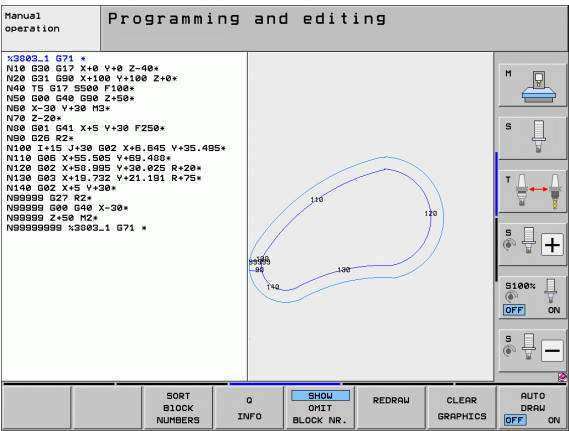 Manual
operation
Programming and editing
%3803_1 G71 *
N10 G30 G17 X+0 Y+0 Z-40*
N20 G31 G90 X+100 Y+100 Z+0*
N40 T5 G17 S500 F100*
N50 G00 G40 G90 Z+50*
N60 X-30 Y+30 M3*
N70 Z-20*
N80 G01 G41 X+5 Y+30 F250*
N90 G26 R2*
N100 I+15 J+30 G02 X+6.645 Y+35.495*
N110 G06 X+55.505 Y+69.488*
N120 G02 X+58.995 Y+30.025 R+20*
N130 G03 X+19.732 Y+21.191 R+75*
N140 G02 X+5 Y+30*
N99999 G27 R2*
N99999 G00 G40 X-30*
N99999 Z+50 M2*
N99999999 %3803_1 G71 *
110
120
90
130
140
M
S
T
S
S100%
OFF ON
S
SORT
BLOCK
NUMBERS
Q
INFO
SHOW
OMIT
BLOCK NR.
REDRAW
CLEAR
GRAPHICS
AUTO
DRAW
OFF ON